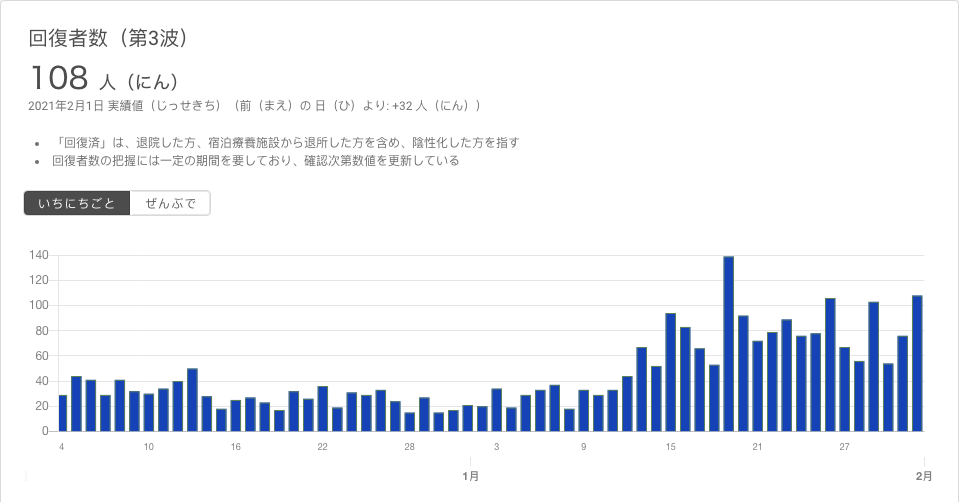 回復者数（第3波）
108 人（にん）
2021年2月1日 実績値（じっせきち）（前（まえ）の 日（ひ）より: +32 人（にん））
• 「回復済」は、退院した方、宿泊療養施設から退所した方を含め、陰性化した方を指す
• 回復者数の把握には一定の期間を要しており、確認次第数値を更新している
いちにちごと ぜんぶで
140
120
100
80
60
40
20
0
4 10 16 22 28 3 9 15 21 27
1月 2月